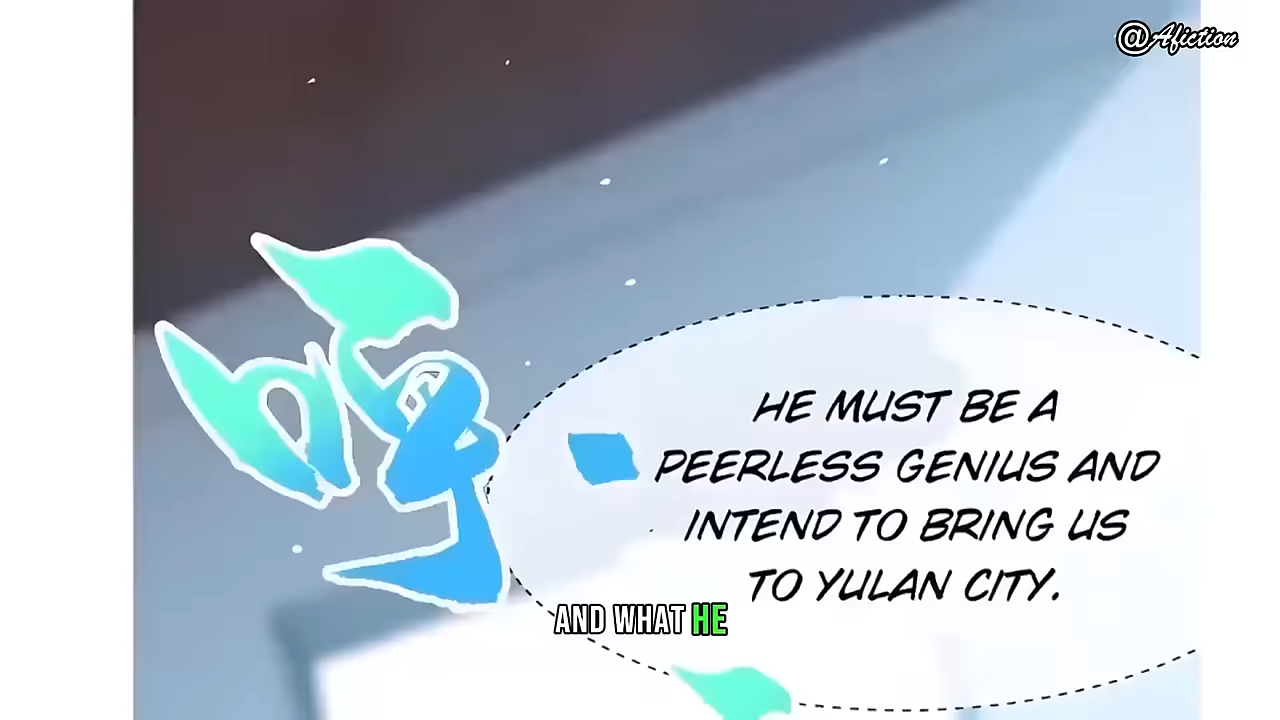 @Afiction
HE MUST BE A
PEERLESS GENIUS AND
INTEND TO BRING US
TO YULAN CITY.
AND WHAT HE